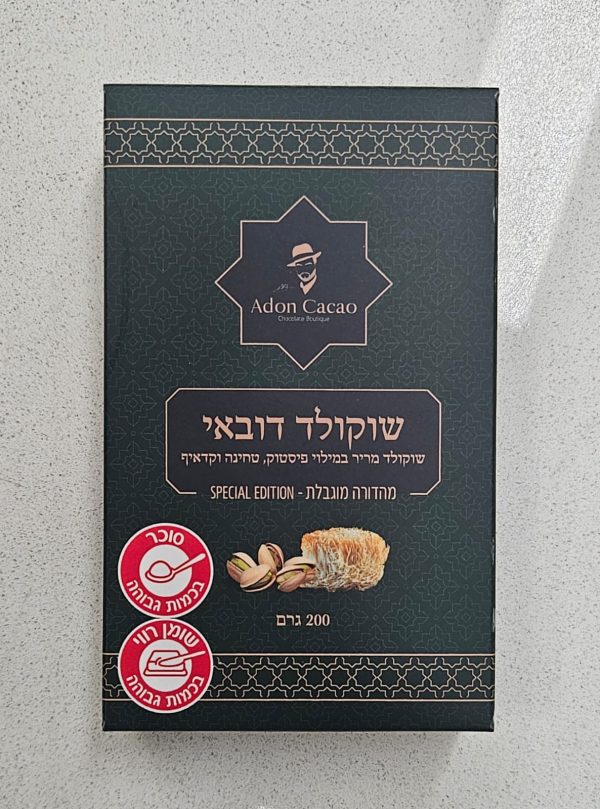 Adon Cacao
Chocolate Boutique
שוקולד דובאי
שוקולד מריר במילוי פיסטוק, טחינה וקדאיף
מהדורה מוגבלת - SPECIAL EDITION
סוכר
בכמות גבוהה
200 גרם
שומן רווי
בכמות גבוהה